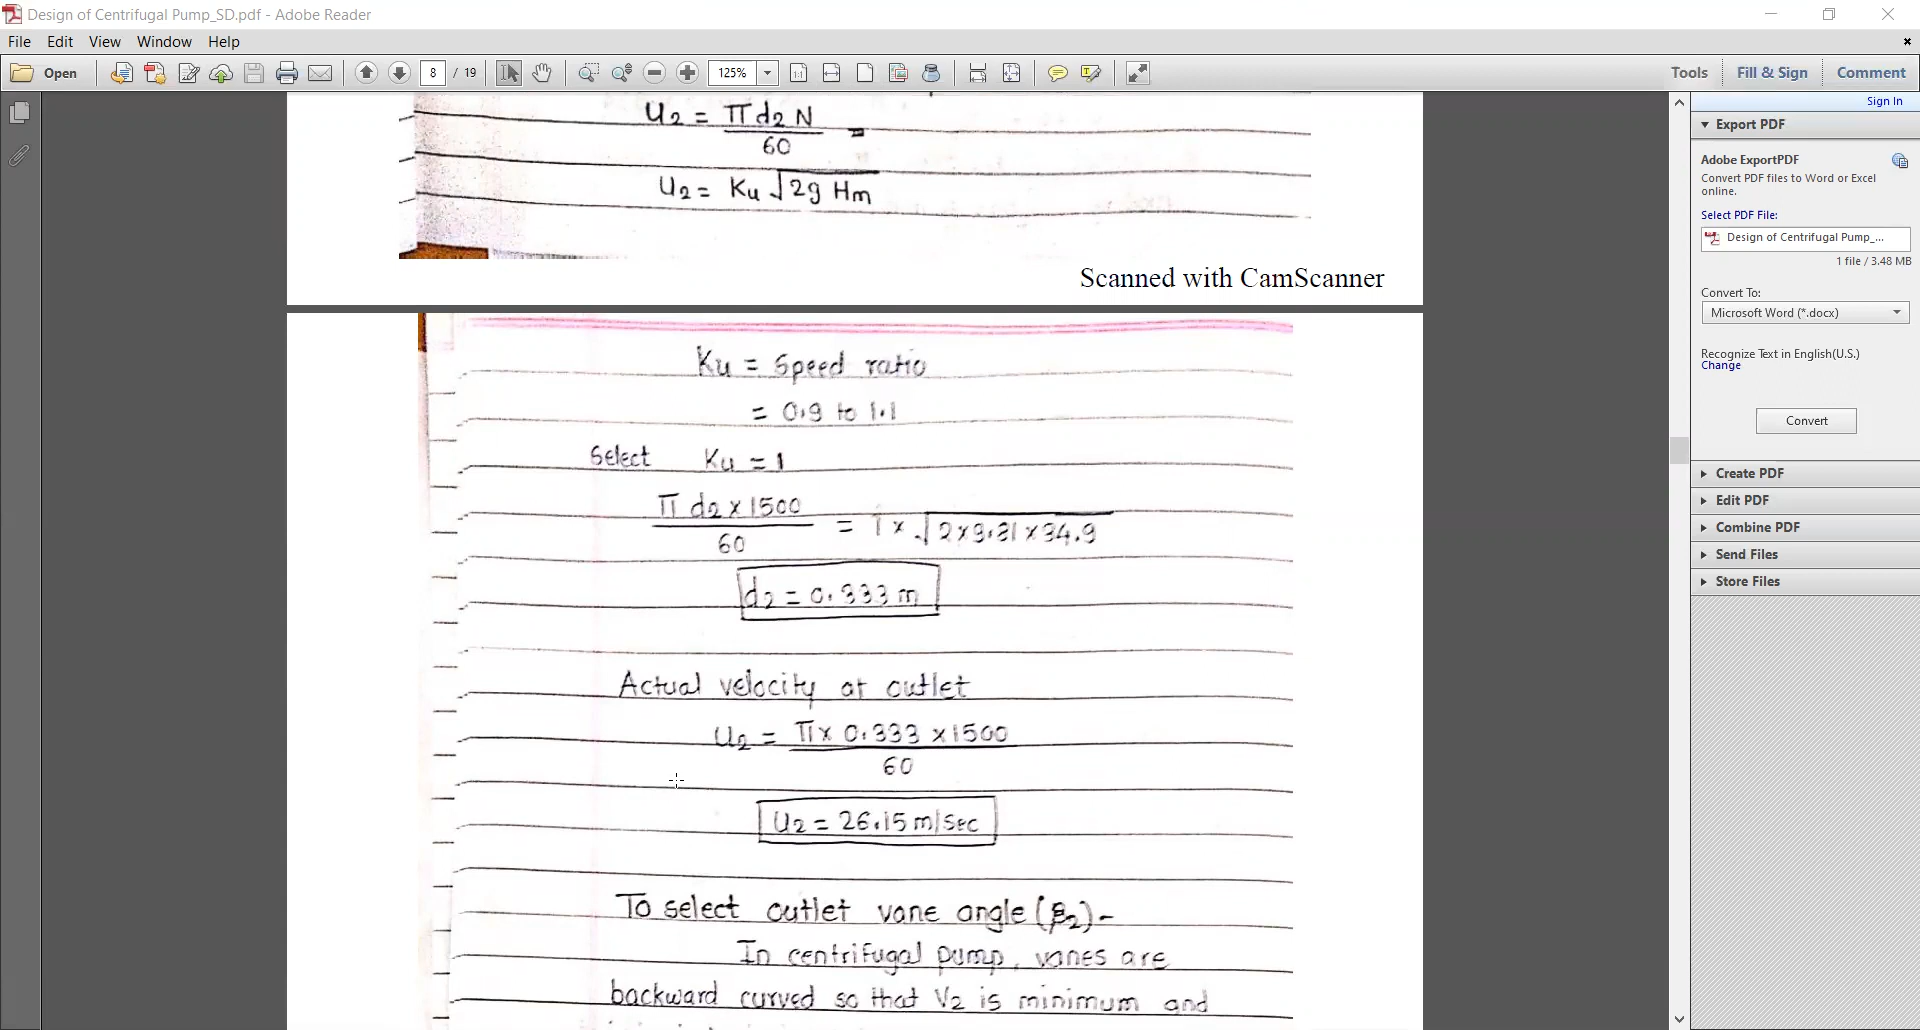 Design of Centrifugal Pump_SD.pdf - Adobe Reader
File Edit View Window Help
Open 8 / 19 125% Tools Fill & Sign Comment
U2 = π d2 N / 60 =
U2 = Ku √2g Hm
Scanned with CamScanner
Ku = Speed ratio
= 0.9 to 1.1
Select Ku = 1
π d2 x 1500 / 60 = 1 x √2x9.81x34.9
d2 = 0.333 m
Actual velocity at outlet
U2 = π x 0.333 x 1500 / 60
U2 = 26.15 m/sec
To select outlet vane angle (β2) -
In centrifugal pump, vanes are
backward curved so that V2 is minimum and
Sign In
Export PDF
Adobe ExportPDF
Convert PDF files to Word or Excel
online.
Select PDF File:
Design of Centrifugal Pump_...
1 file / 3.48 MB
Convert To:
Microsoft Word (*.docx)
Recognize Text in English(U.S.)
Change
Convert
Create PDF
Edit PDF
Combine PDF
Send Files
Store Files